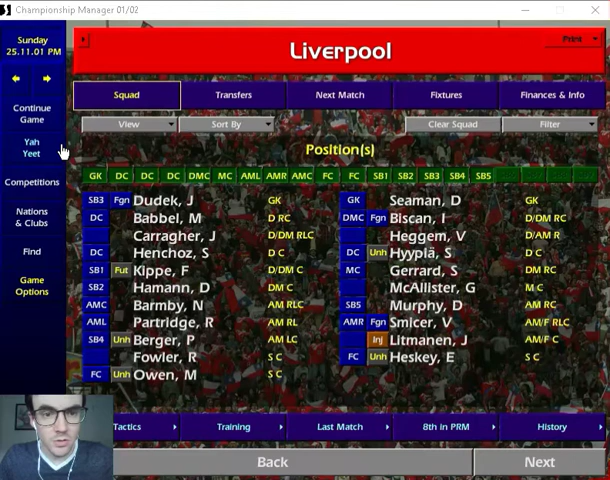 Championship Manager 01/02
Sunday
25.11.01 PM
Liverpool
Print
Squad
Transfers
Next Match
Fixtures
Finances & Info
View
Sort By
Clear Squad
Filter
Continue
Game
Yah
Yeet
Competitions
Nations
& Clubs
Find
Game
Options
Position(s)
GK DC DC DC DMC MC AML AMR AMC FC FC SB1 SB2 SB3 SB4 SB5
SB3 Fgn Dudek, J GK
DC Babbel, M D RC
Carragher, J D/DM RLC
DC Henchoz, S D C
SB1 Fut Kippe, F D/DM C
SB2 Hamann, D DM C
AMC Barmby, N AM RLC
AML Partridge, R AM RL
SB4 Unh Berger, P AM LC
Fowler, R S C
FC Unh Owen, M S C
GK Seaman, D GK
DMC Fgn Biscan, I D/DM RC
Heggem, V D/AM R
DC Unh Hyypiä, S D C
MC Gerrard, S DM RC
McAllister, G M C
SB5 Murphy, D AM RC
AMR Fgn Smicer, V AM/F RLC
Inj Litmanen, J AM/F C
FC Unh Heskey, E S C
Tactics
Training
Last Match
8th in PRM
History
Back
Next